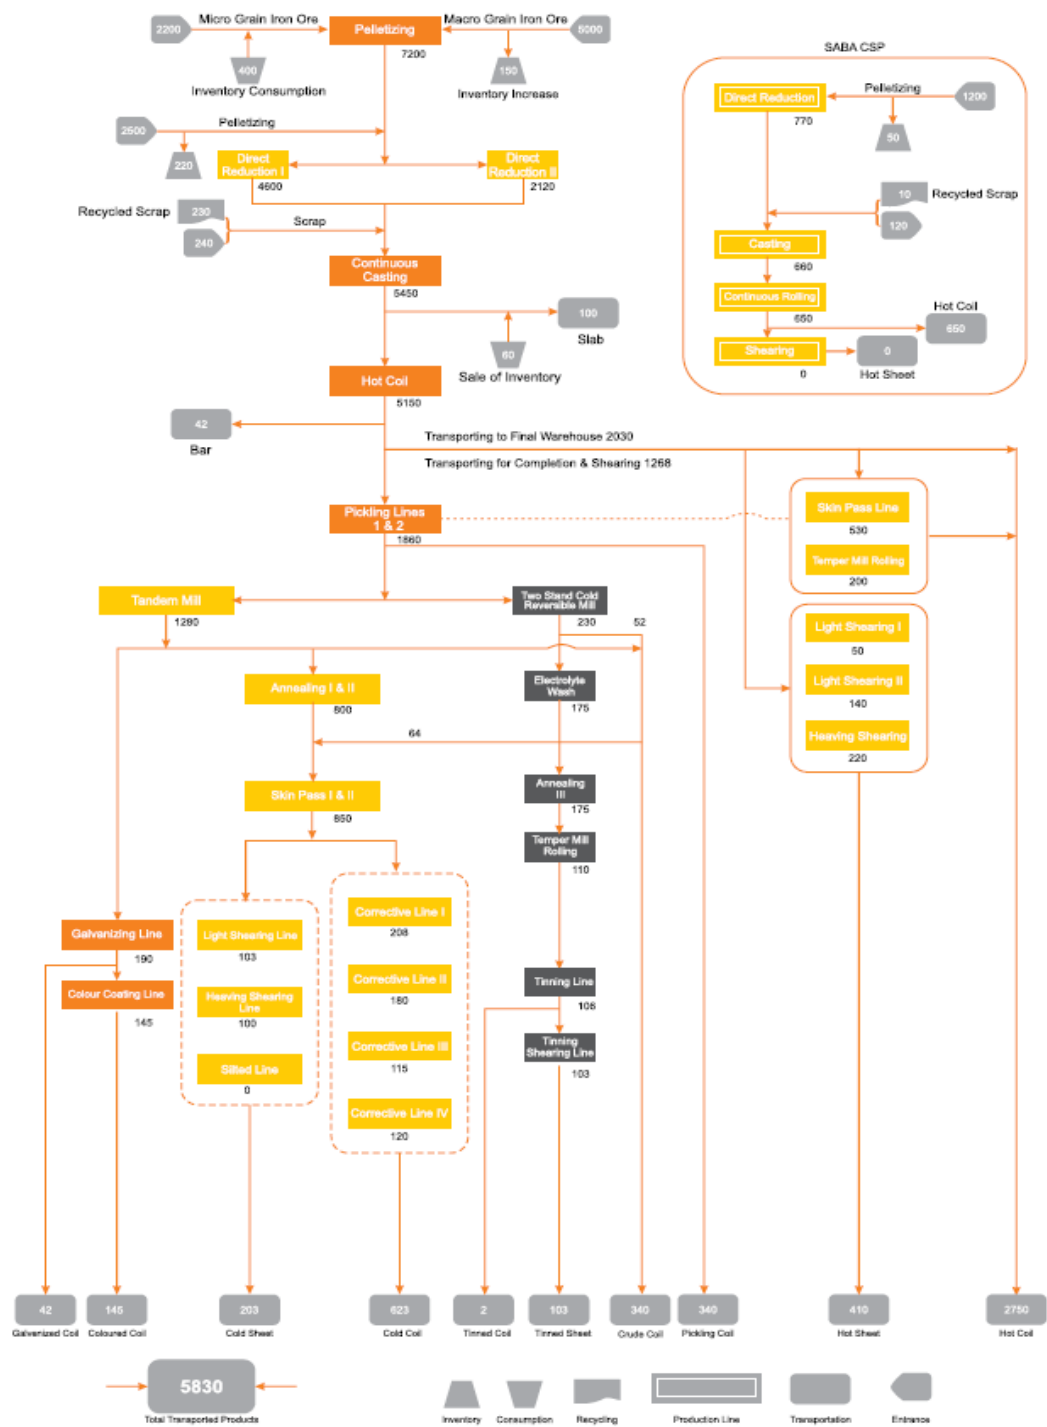 Micro Grain Iron Ore
Macro Grain Iron Ore
2200
Pelletizing
5000
7200
400
150
Inventory Consumption
Inventory Increase
2500
Pelletizing
220
Direct
Reduction I
4600
Direct
Reduction II
2120
Recycled Scrap
230
240
Scrap
Continuous
Casting
5450
100
Slab
60
Sale of Inventory
Hot Coil
5150
42
Bar
SABA CSP
Direct Reduction
770
Pelletizing
1200
50
10
Recycled Scrap
120
Casting
660
Continuous Rolling
650
Hot Coil
650
Shearing
0
0
Hot Sheet
Transporting to Final Warehouse 2030
Transporting for Completion & Shearing 1268
Pickling Lines
1 & 2
1860
Skin Pass Line
530
Temper Mill Rolling
200
Tandem Mill
1280
Two Stand Cold
Reversible Mill
230
52
Light Shearing I
50
Light Shearing II
140
Heaving Shearing
220
Annealing I & II
800
Electrolyte
Wash
175
64
Skin Pass I & II
850
Annealing
III
175
Temper Mill
Rolling
110
Galvanizing Line
190
Colour Coating Line
145
Light Shearing Line
103
Heaving Shearing
Line
100
Slited Line
0
Corrective Line I
208
Corrective Line II
180
Corrective Line III
115
Corrective Line IV
120
Tinning Line
106
Tinning
Shearing Line
103
42
145
203
623
2
103
340
340
410
2750
Galvanized Coil
Coloured Coil
Cold Sheet
Cold Coil
Tinned Coil
Tinned Sheet
Crude Coil
Pickling Coil
Hot Sheet
Hot Coil
5830
Total Transported Products
Inventory
Consumption
Recycling
Production Line
Transportation
Entrance